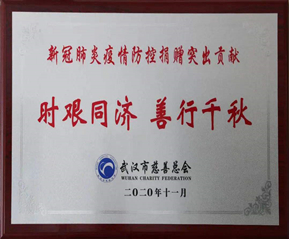 新冠肺炎疫情防控捐赠突出贡献
时艰同济 善行千秋
武汉市慈善总会
WUHAN CHARITY FEDERATION
二〇二〇年十一月